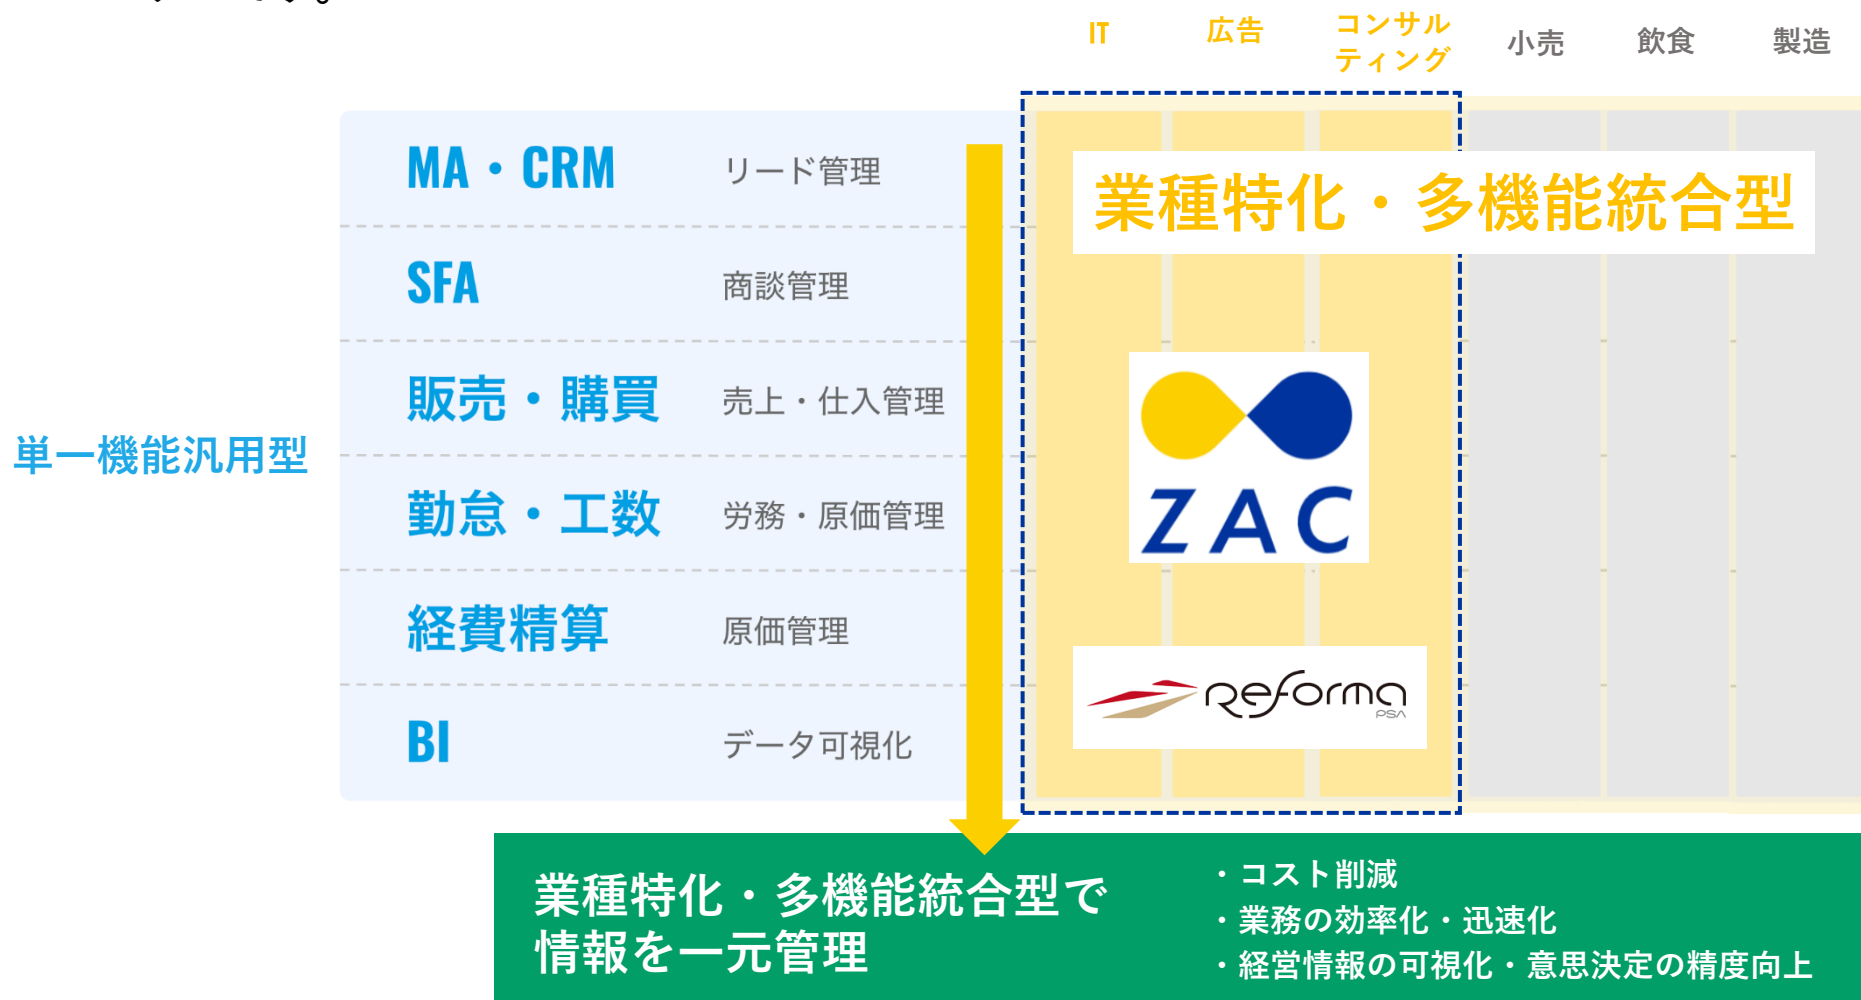 IT
広告
コンサル
ティング
小売
飲食
製造
業種特化・多機能統合型
MA・CRM リード管理
SFA 商談管理
販売・購買 売上・仕入管理
単一機能汎用型
勤怠・工数 労務・原価管理
経費精算 原価管理
BI データ可視化
ZAC
reforma
PSA
業種特化・多機能統合型で
情報を一元管理
・コスト削減
・業務の効率化・迅速化
・経営情報の可視化・意思決定の精度向上